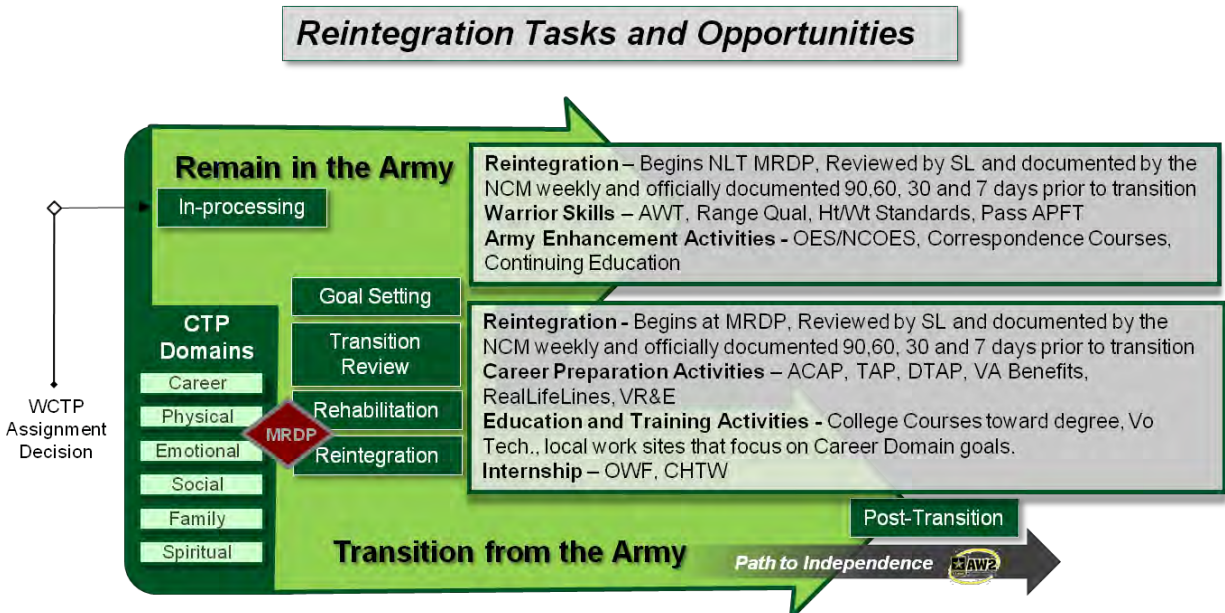 Reintegration Tasks and Opportunities
Remain in the Army
In-processing
Reintegration – Begins NLT MRDP, Reviewed by SL and documented by the
NCM weekly and officially documented 90,60, 30 and 7 days prior to transition
Warrior Skills – AWT, Range Qual, Ht/Wt Standards, Pass APFT
Army Enhancement Activities - OES/NCOES, Correspondence Courses,
Continuing Education
WCTP
Assignment
Decision
CTP
Domains
Career
Physical
Emotional
Social
Family
Spiritual
MRDP
Goal Setting
Transition
Review
Rehabilitation
Reintegration
Reintegration - Begins at MRDP, Reviewed by SL and documented by the
NCM weekly and officially documented 90,60, 30 and 7 days prior to transition
Career Preparation Activities – ACAP, TAP, DTAP, VA Benefits,
RealLifeLines, VR&E
Education and Training Activities - College Courses toward degree, Vo
Tech., local work sites that focus on Career Domain goals.
Internship – OWF, CHTW
Post-Transition
Transition from the Army
Path to Independence
AW2